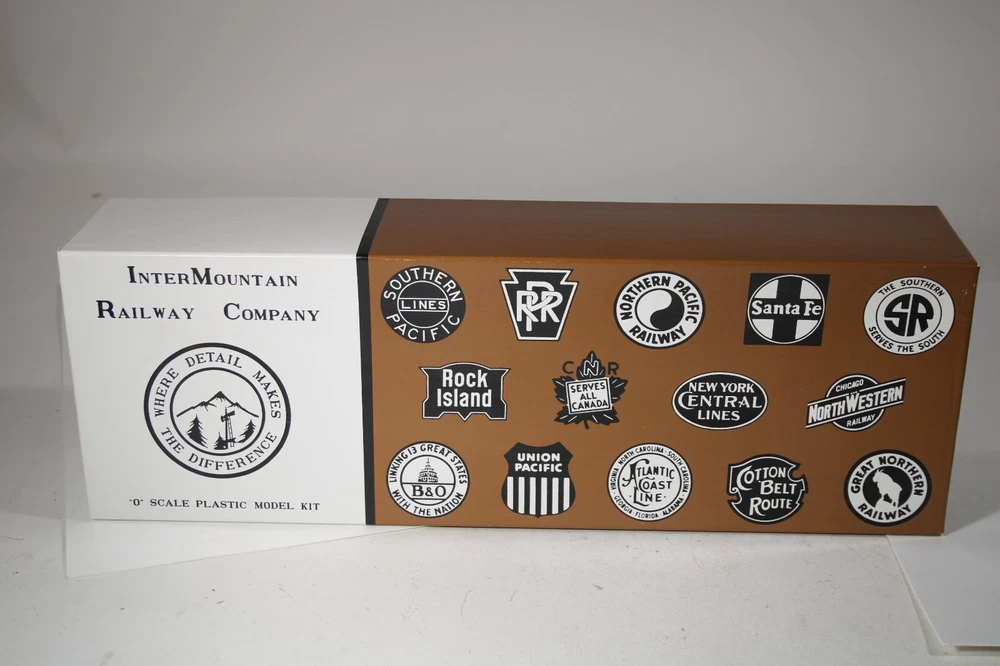 INTERMOUNTAIN
RAILWAY COMPANY
WHERE DETAIL MAKES
THE DIFFERENCE
"O" SCALE PLASTIC MODEL KIT
SOUTHERN
LINES
PACIFIC
PRR
NORTHERN PACIFIC
RAILWAY
Santa Fe
THE SOUTHERN
SR
SERVES THE SOUTH
Rock
Island
CNR
SERVES
ALL
CANADA
NEW YORK
CENTRAL
LINES
CHICAGO
NORTHWESTERN
RAILWAY
LINKING 13 GREAT STATES
B&O
WITH THE NATION
UNION
PACIFIC
VIRGINIA · NORTH CAROLINA · SOUTH CAROLINA
ATLANTIC
COAST
LINE
GEORGIA · FLORIDA · ALABAMA
COTTON
BELT
ROUTE
GREAT NORTHERN
RAILWAY